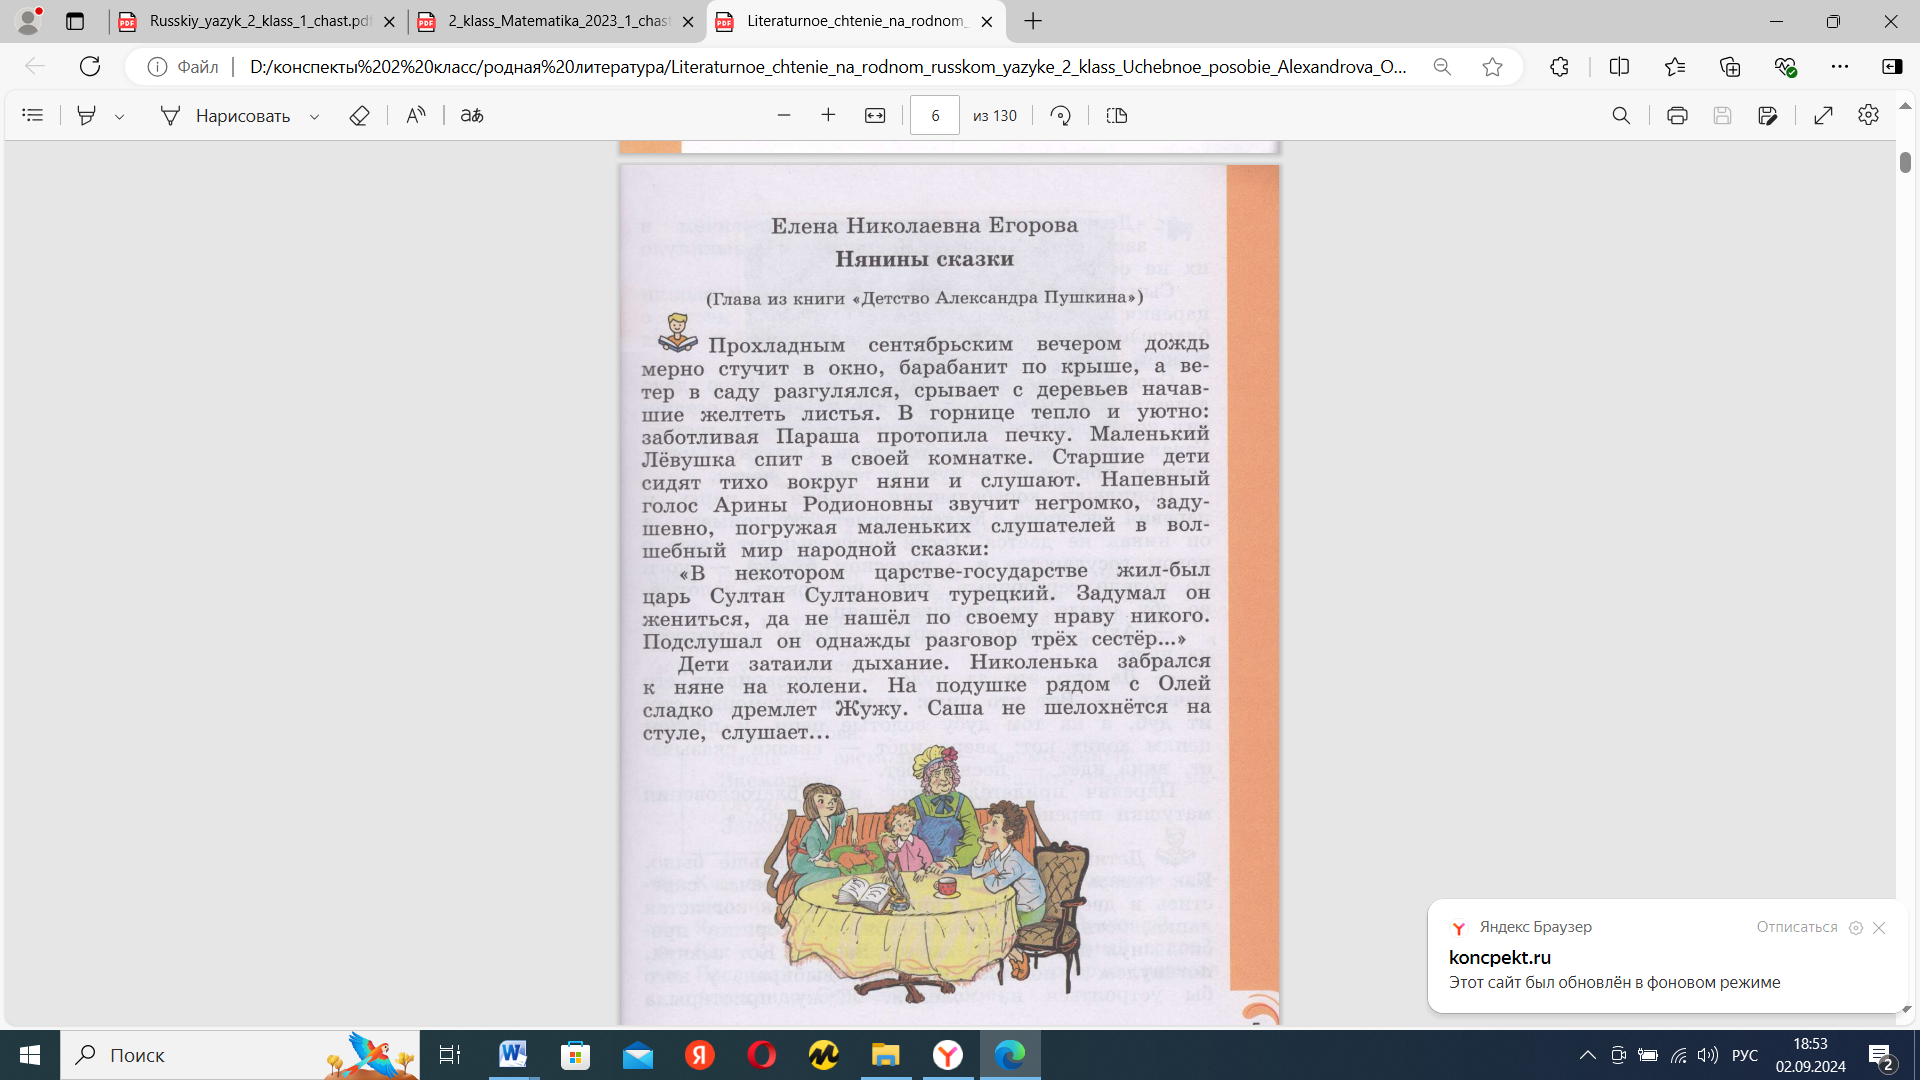 Russkiy_yazyk_2_klass_1_chast.pdf
2_klass_Matematika_2023_1_chast
Literaturnoe_chtenie_na_rodnom_
Файл
D:/конспекты%202%20класс/родная%20литература/Literaturnoe_chtenie_na_rodnom_russkom_yazyke_2_klass_Uchebnoe_posobie_Alexandrova_O...
Нарисовать
аあ
6 из 130
Елена Николаевна Егорова
Нянины сказки
(Глава из книги «Детство Александра Пушкина»)
Прохладным сентябрьским вечером дождь
мерно стучит в окно, барабанит по крыше, а ве-
тер в саду разгулялся, срывает с деревьев начав-
шие желтеть листья. В горнице тепло и уютно:
заботливая Параша протопила печку. Маленький
Лёвушка спит в своей комнатке. Старшие дети
сидят тихо вокруг няни и слушают. Напевный
голос Арины Родионовны звучит негромко, заду-
шевно, погружая маленьких слушателей в вол-
шебный мир народной сказки:
«В некотором царстве-государстве жил-был
царь Султан Султанович турецкий. Задумал он
жениться, да не нашёл по своему нраву никого.
Подслушал он однажды разговор трёх сестёр...»
Дети затаили дыхание. Николенька забрался
к няне на колени. На подушке рядом с Олей
сладко дремлет Жужу. Саша не шелохнётся на
стуле, слушает...
Яндекс Браузер
Отписаться
koncpekt.ru
Этот сайт был обновлён в фоновом режиме
Поиск
РУС
18:53
02.09.2024
2